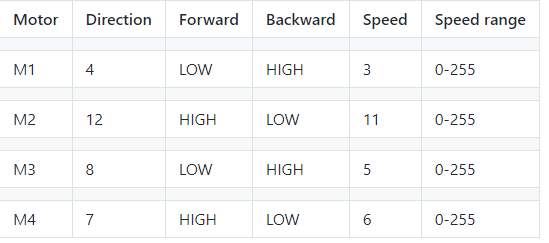 Motor Direction Forward Backward Speed Speed range
M1 4 LOW HIGH 3 0-255
M2 12 HIGH LOW 11 0-255
M3 8 LOW HIGH 5 0-255
M4 7 HIGH LOW 6 0-255